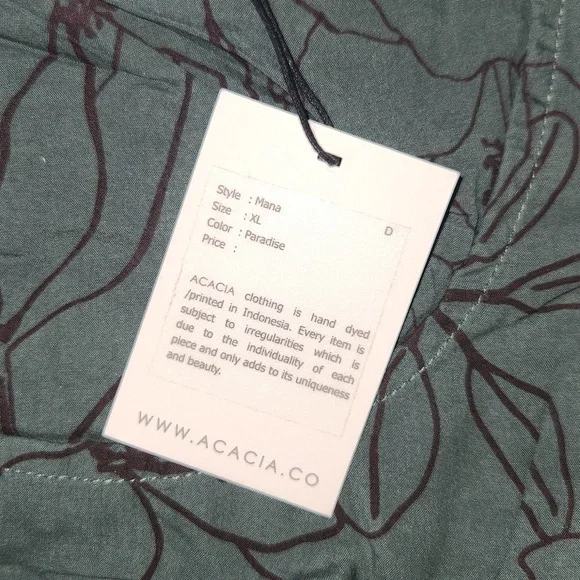 Style : Mana
Size : XL
D
Color : Paradise
Price :
ACACIA clothing is hand dyed
/printed in Indonesia. Every item is
subject to irregularities which is
due to the individuality of each
piece and only adds to its uniqueness
and beauty.
WWW.ACACIA.CO